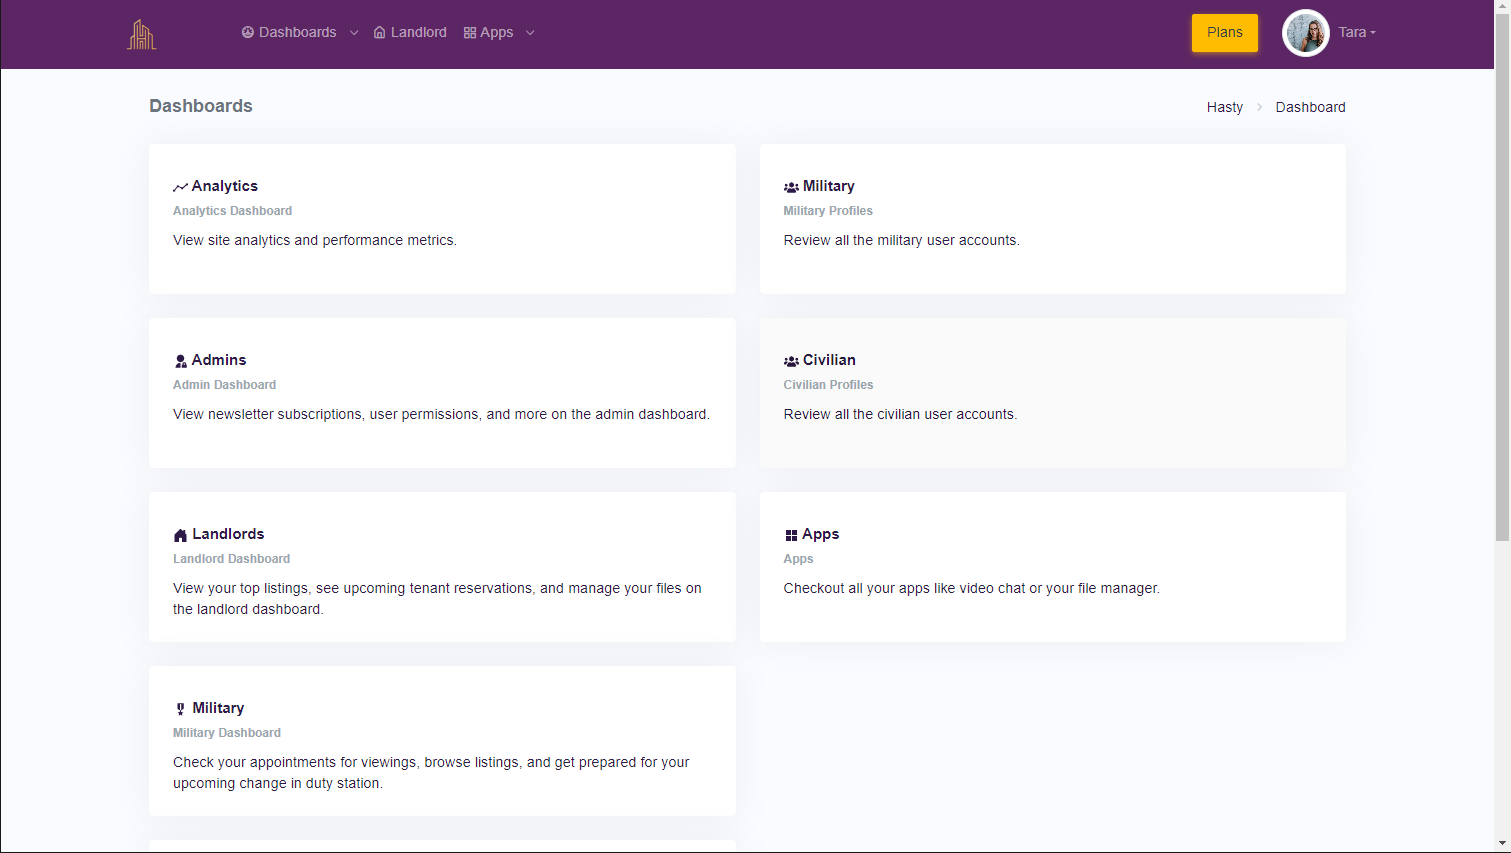 Dashboards Landlord Apps Plans Tara
Dashboards
Hasty Dashboard
Analytics
Analytics Dashboard
View site analytics and performance metrics.
Military
Military Profiles
Review all the military user accounts.
Admins
Admin Dashboard
View newsletter subscriptions, user permissions, and more on the admin dashboard.
Civilian
Civilian Profiles
Review all the civilian user accounts.
Landlords
Landlord Dashboard
View your top listings, see upcoming tenant reservations, and manage your files on
the landlord dashboard.
Apps
Apps
Checkout all your apps like video chat or your file manager.
Military
Military Dashboard
Check your appointments for viewings, browse listings, and get prepared for your
upcoming change in duty station.